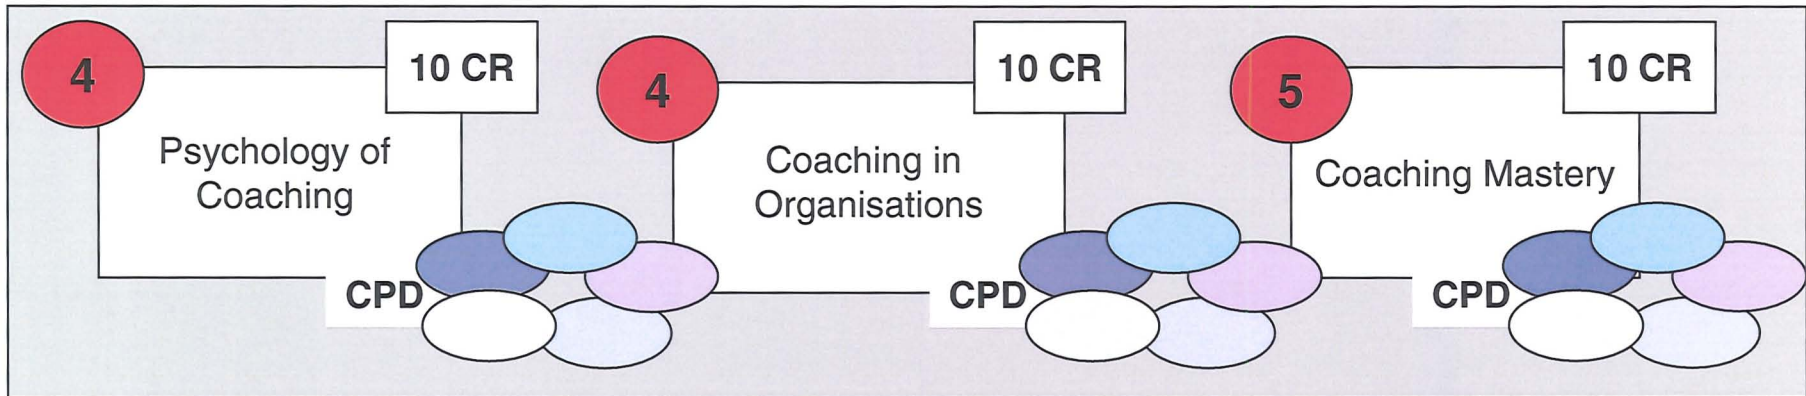 4
10 CR
Psychology of
Coaching
CPD
4
10 CR
Coaching in
Organisations
CPD
5
10 CR
Coaching Mastery
CPD